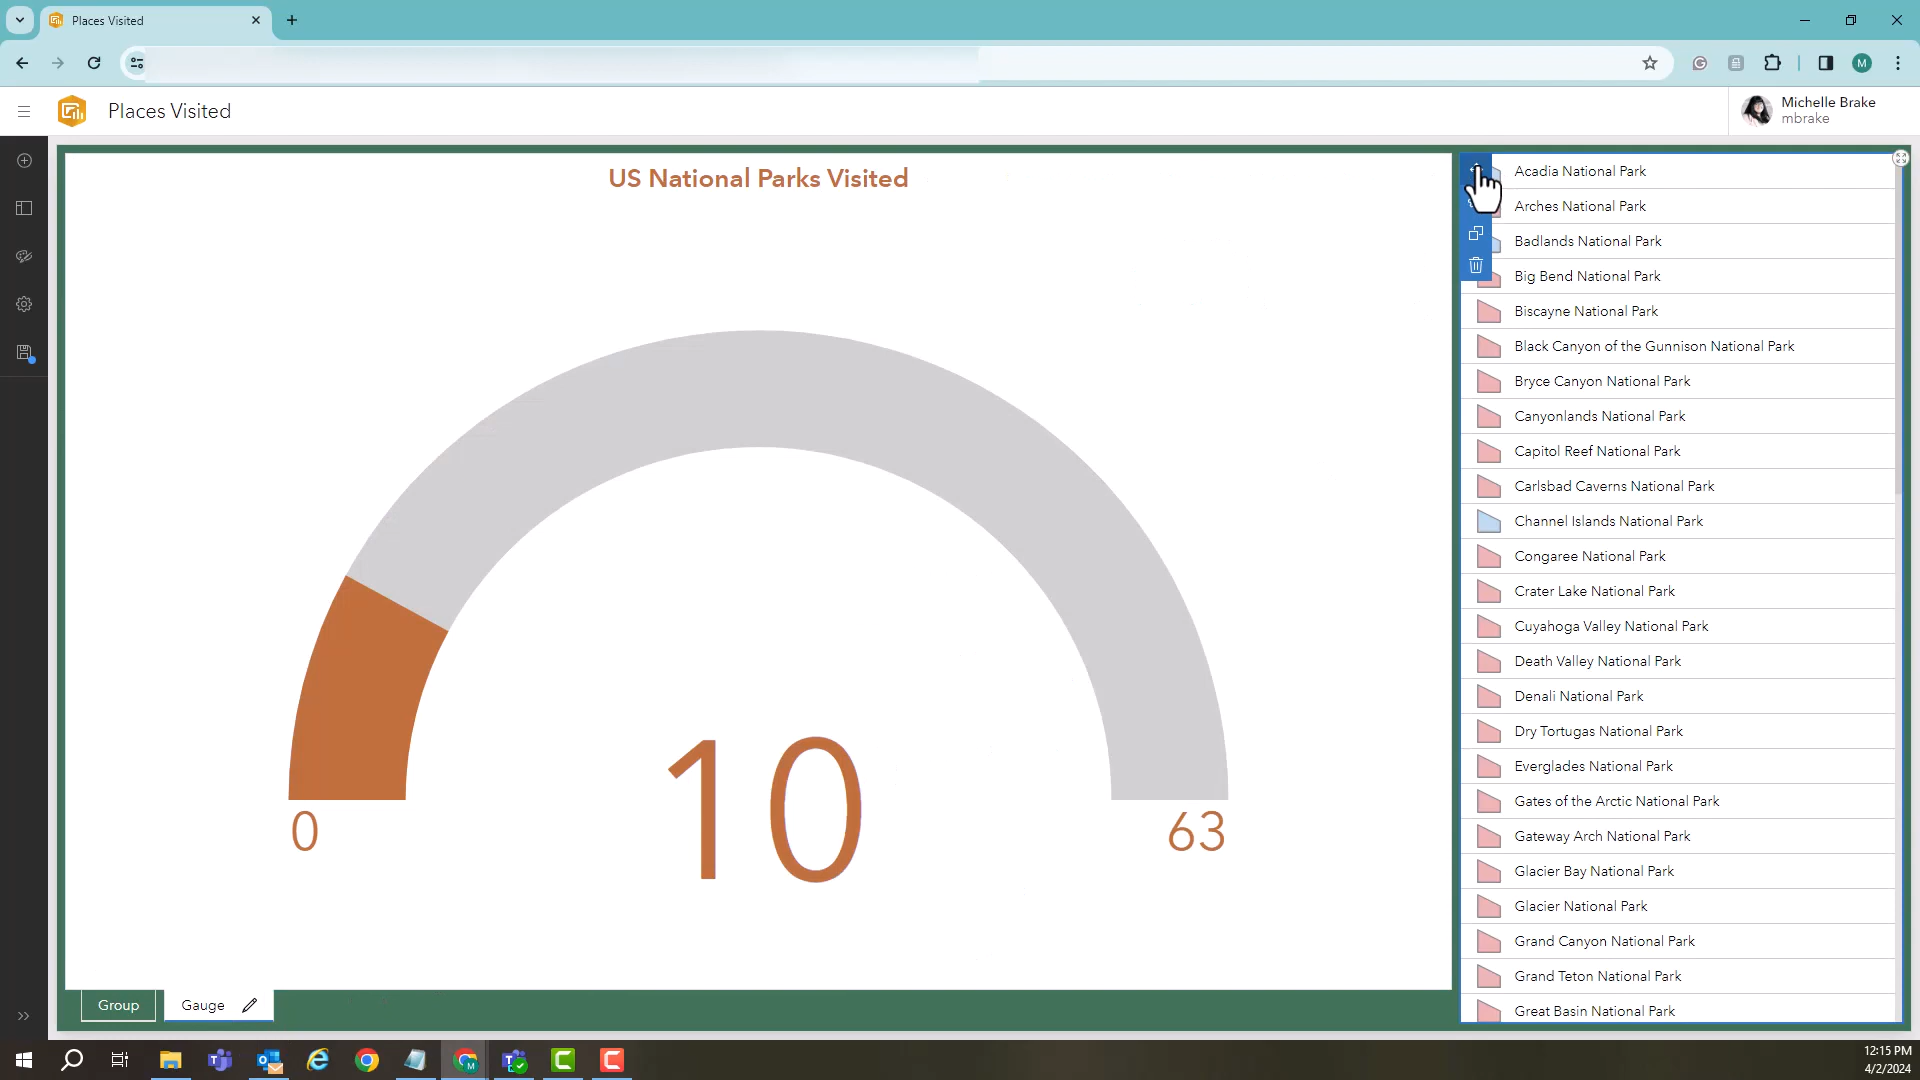 Places Visited
M
Places Visited
Michelle Brake
mbrake
US National Parks Visited
10
0
63
Group
Gauge
Acadia National Park
Arches National Park
Badlands National Park
Big Bend National Park
Biscayne National Park
Black Canyon of the Gunnison National Park
Bryce Canyon National Park
Canyonlands National Park
Capitol Reef National Park
Carlsbad Caverns National Park
Channel Islands National Park
Congaree National Park
Crater Lake National Park
Cuyahoga Valley National Park
Death Valley National Park
Denali National Park
Dry Tortugas National Park
Everglades National Park
Gates of the Arctic National Park
Gateway Arch National Park
Glacier Bay National Park
Glacier National Park
Grand Canyon National Park
Grand Teton National Park
Great Basin National Park
12:15 PM
4/2/2024